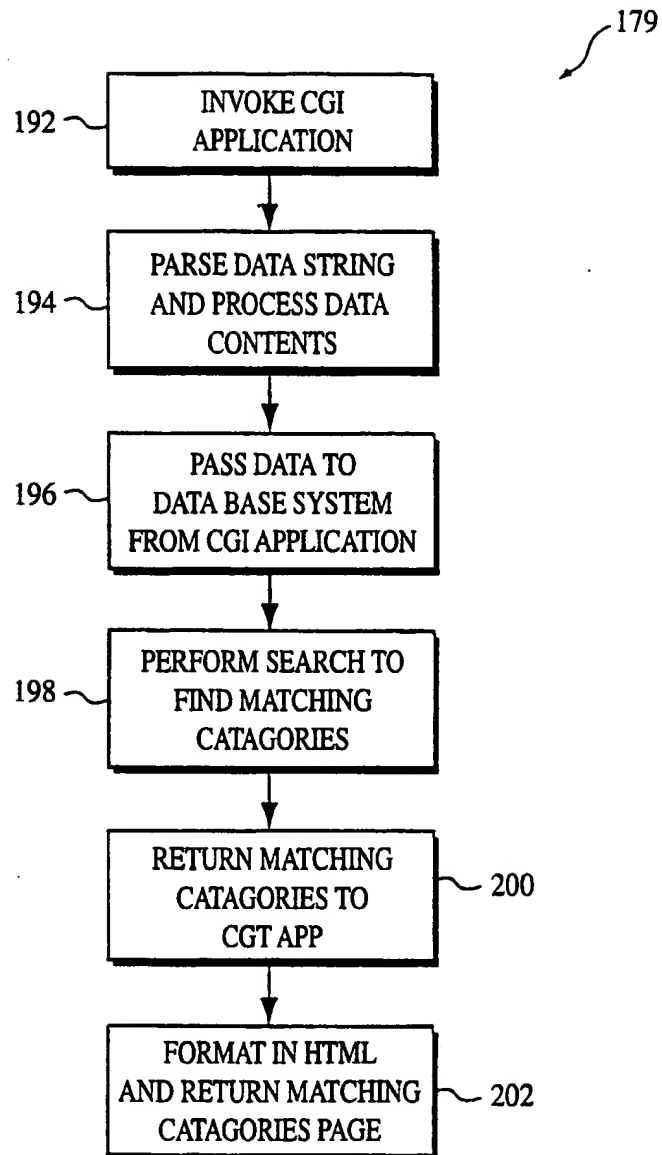 179
192
INVOKE CGI
APPLICATION
194
PARSE DATA STRING
AND PROCESS DATA
CONTENTS
196
PASS DATA TO
DATA BASE SYSTEM
FROM CGI APPLICATION
198
PERFORM SEARCH TO
FIND MATCHING
CATAGORIES
RETURN MATCHING
CATAGORIES TO
CGT APP
200
FORMAT IN HTML
AND RETURN MATCHING
CATAGORIES PAGE
202